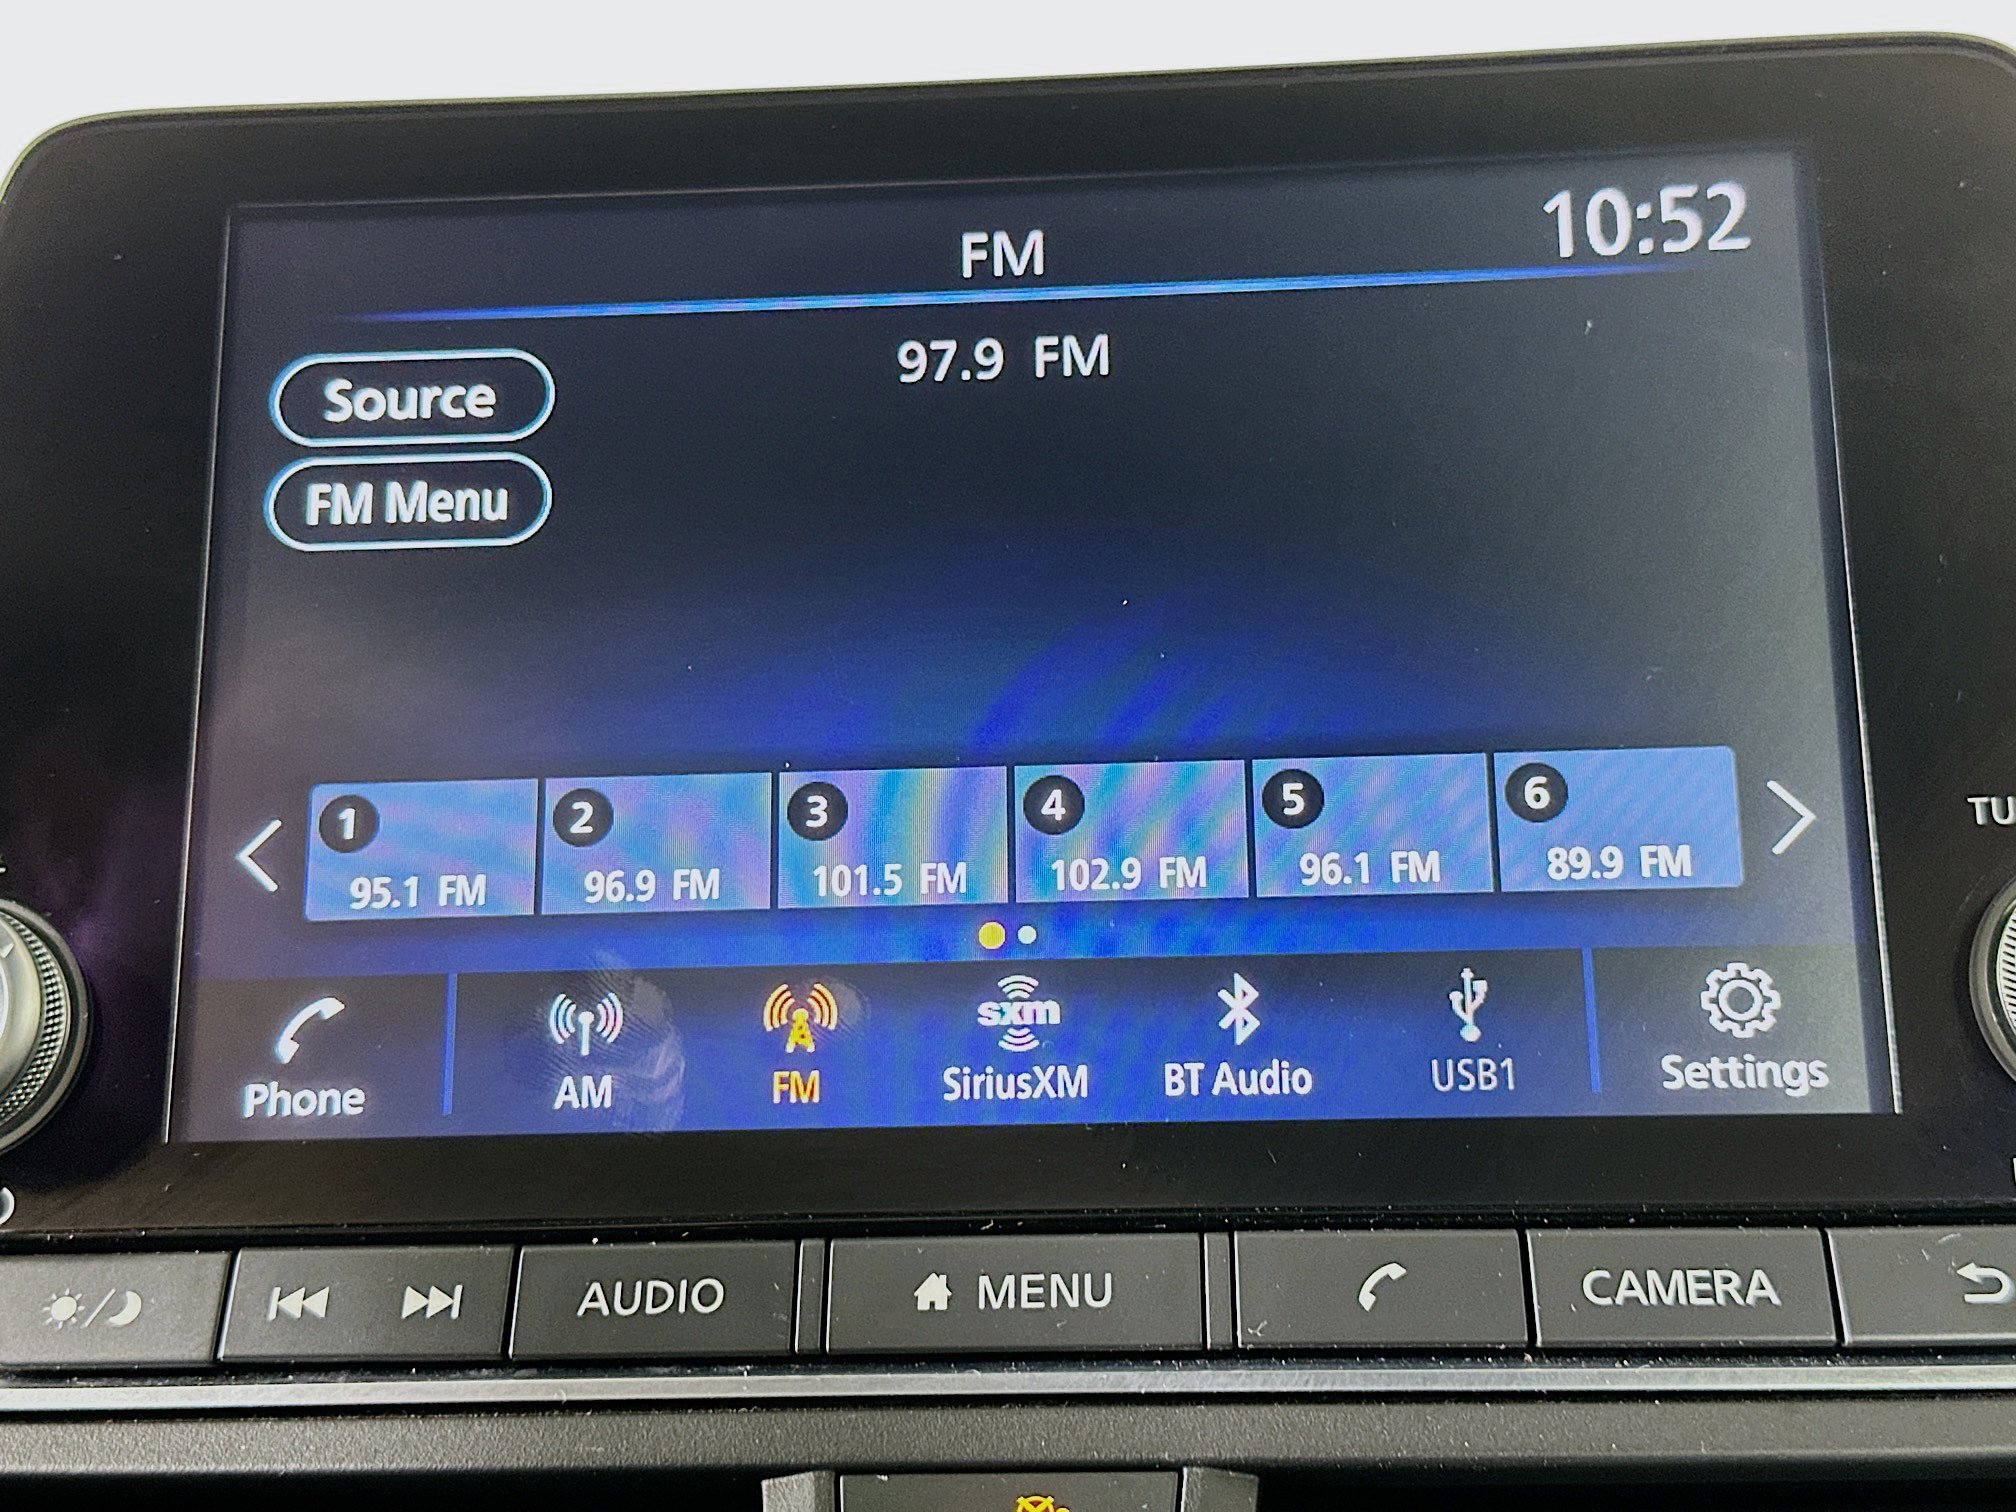 FM
10:52
97.9 FM
Source
FM Menu
1 2 3 4 5 6
95.1 FM 96.9 FM 101.5 FM 102.9 FM 96.1 FM 89.9 FM
TU
sxm
Phone AM FM SiriusXM BT Audio USB1 Settings
AUDIO MENU CAMERA